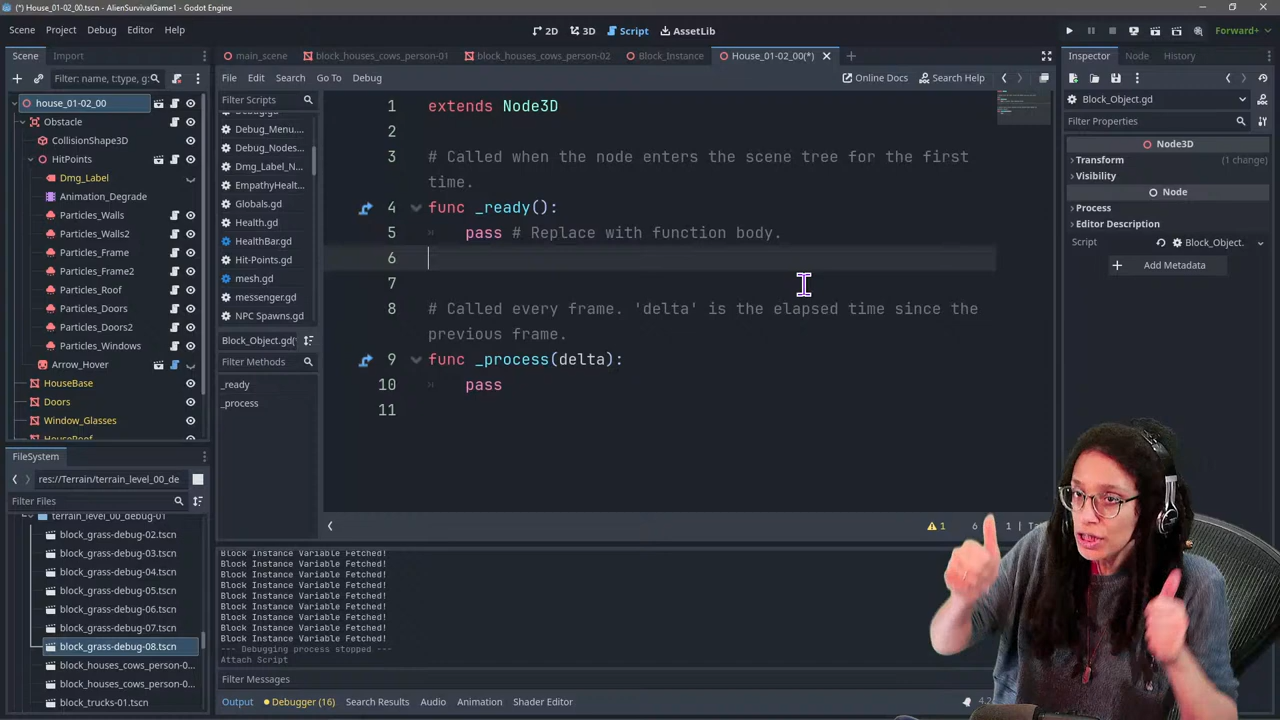 (*) House_01-02_00.tscn - AlienSurvivalGame1 - Godot Engine
Scene Project Debug Editor Help
2D 3D Script AssetLib
Forward+
Scene Import
main_scene block_houses_cows_person-01 block_houses_cows_person-02 Block_Instance House_01-02_00(*)
Inspector Node History
Filter: name, t:type, g:
File Edit Search Go To Debug
Online Docs Search Help
house_01-02_00
Obstacle
CollisionShape3D
HitPoints
Dmg_Label
Animation_Degrade
Particles_Walls
Particles_Walls2
Particles_Frame
Particles_Frame2
Particles_Roof
Particles_Doors
Particles_Doors2
Particles_Windows
Arrow_Hover
HouseBase
Doors
Window_Glasses
HouseRoof
FileSystem
res://Terrain/terrain_level_00_de
Filter Files
terrain_level_00_debug-01
block_grass-debug-02.tscn
block_grass-debug-03.tscn
block_grass-debug-04.tscn
block_grass-debug-05.tscn
block_grass-debug-06.tscn
block_grass-debug-07.tscn
block_grass-debug-08.tscn
block_houses_cows_person-0...
block_houses_cows_person-0...
block_trucks-01.tscn
Filter Scripts
Debug.gd
Debug_Menu....
Debug_Nodes...
Dmg_Label_N...
EmpathyHealt...
Globals.gd
Health.gd
HealthBar.gd
Hit-Points.gd
mesh.gd
messenger.gd
NPC Spawns.gd
Block_Object.gd(
Filter Methods
_ready
_process
1 extends Node3D
2
3 # Called when the node enters the scene tree for the first
time.
4 func _ready():
5 pass # Replace with function body.
6
7
8 # Called every frame. 'delta' is the elapsed time since the
previous frame.
9 func _process(delta):
10 pass
11
1 6 1
Block Instance Variable Fetched!
Block Instance Variable Fetched!
Block Instance Variable Fetched!
Block Instance Variable Fetched!
Block Instance Variable Fetched!
Block Instance Variable Fetched!
Block Instance Variable Fetched!
Block Instance Variable Fetched!
Block Instance Variable Fetched!
--- Debugging process stopped ---
Attach Script
Filter Messages
Output Debugger (16) Search Results Audio Animation Shader Editor
Block_Object.gd
Filter Properties
Node3D
Transform (1 change)
Visibility
Node
Process
Editor Description
Script Block_Object.
Add Metadata